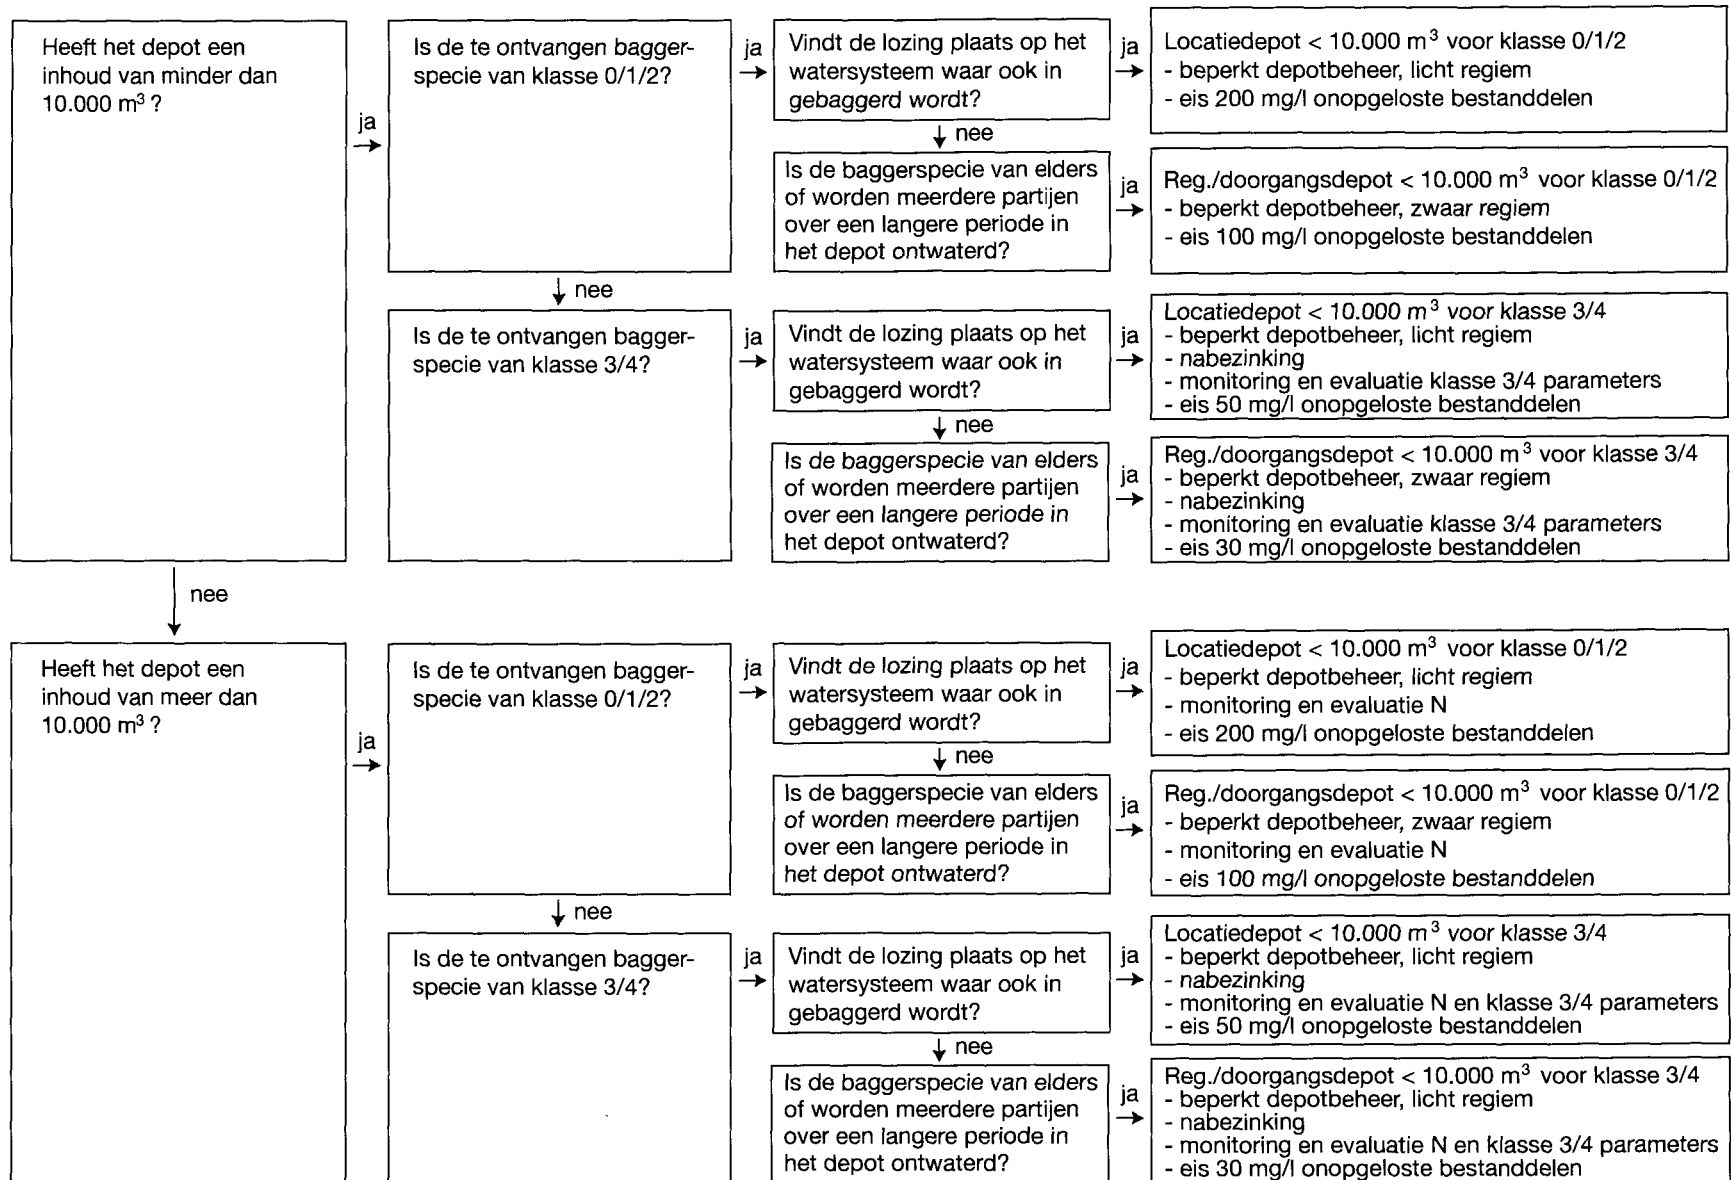 Heeft het depot een
inhoud van minder dan
10.000 m³ ?
ja
Is de te ontvangen bagger-
specie van klasse 0/1/2?
ja
Vindt de lozing plaats op het
watersysteem waar ook in
gebaggerd wordt?
ja
Locatiedepot < 10.000 m³ voor klasse 0/1/2
- beperkt depotbeheer, licht regiem
- eis 200 mg/l onopgeloste bestanddelen
nee
Is de baggerspecie van elders
of worden meerdere partijen
over een langere periode in
het depot ontwaterd?
ja
Reg./doorgangsdepot < 10.000 m³ voor klasse 0/1/2
- beperkt depotbeheer, zwaar regiem
- eis 100 mg/l onopgeloste bestanddelen
nee
Is de te ontvangen bagger-
specie van klasse 3/4?
ja
Vindt de lozing plaats op het
watersysteem waar ook in
gebaggerd wordt?
ja
Locatiedepot < 10.000 m³ voor klasse 3/4
- beperkt depotbeheer, licht regiem
- nabezinking
- monitoring en evaluatie klasse 3/4 parameters
- eis 50 mg/l onopgeloste bestanddelen
nee
Is de baggerspecie van elders
of worden meerdere partijen
over een langere periode in
het depot ontwaterd?
ja
Reg./doorgangsdepot < 10.000 m³ voor klasse 3/4
- beperkt depotbeheer, zwaar regiem
- nabezinking
- monitoring en evaluatie klasse 3/4 parameters
- eis 30 mg/l onopgeloste bestanddelen
nee
Heeft het depot een
inhoud van meer dan
10.000 m³ ?
ja
Is de te ontvangen bagger-
specie van klasse 0/1/2?
ja
Vindt de lozing plaats op het
watersysteem waar ook in
gebaggerd wordt?
ja
Locatiedepot < 10.000 m³ voor klasse 0/1/2
- beperkt depotbeheer, licht regiem
- monitoring en evaluatie N
- eis 200 mg/l onopgeloste bestanddelen
nee
Is de baggerspecie van elders
of worden meerdere partijen
over een langere periode in
het depot ontwaterd?
ja
Reg./doorgangsdepot < 10.000 m³ voor klasse 0/1/2
- beperkt depotbeheer, zwaar regiem
- monitoring en evaluatie N
- eis 100 mg/l onopgeloste bestanddelen
nee
Is de te ontvangen bagger-
specie van klasse 3/4?
ja
Vindt de lozing plaats op het
watersysteem waar ook in
gebaggerd wordt?
ja
Locatiedepot < 10.000 m³ voor klasse 3/4
- beperkt depotbeheer, licht regiem
- nabezinking
- monitoring en evaluatie N en klasse 3/4 parameters
- eis 50 mg/l onopgeloste bestanddelen
nee
Is de baggerspecie van elders
of worden meerdere partijen
over een langere periode in
het depot ontwaterd?
ja
Reg./doorgangsdepot < 10.000 m³ voor klasse 3/4
- beperkt depotbeheer, licht regiem
- nabezinking
- monitoring en evaluatie N en klasse 3/4 parameters
- eis 30 mg/l onopgeloste bestanddelen